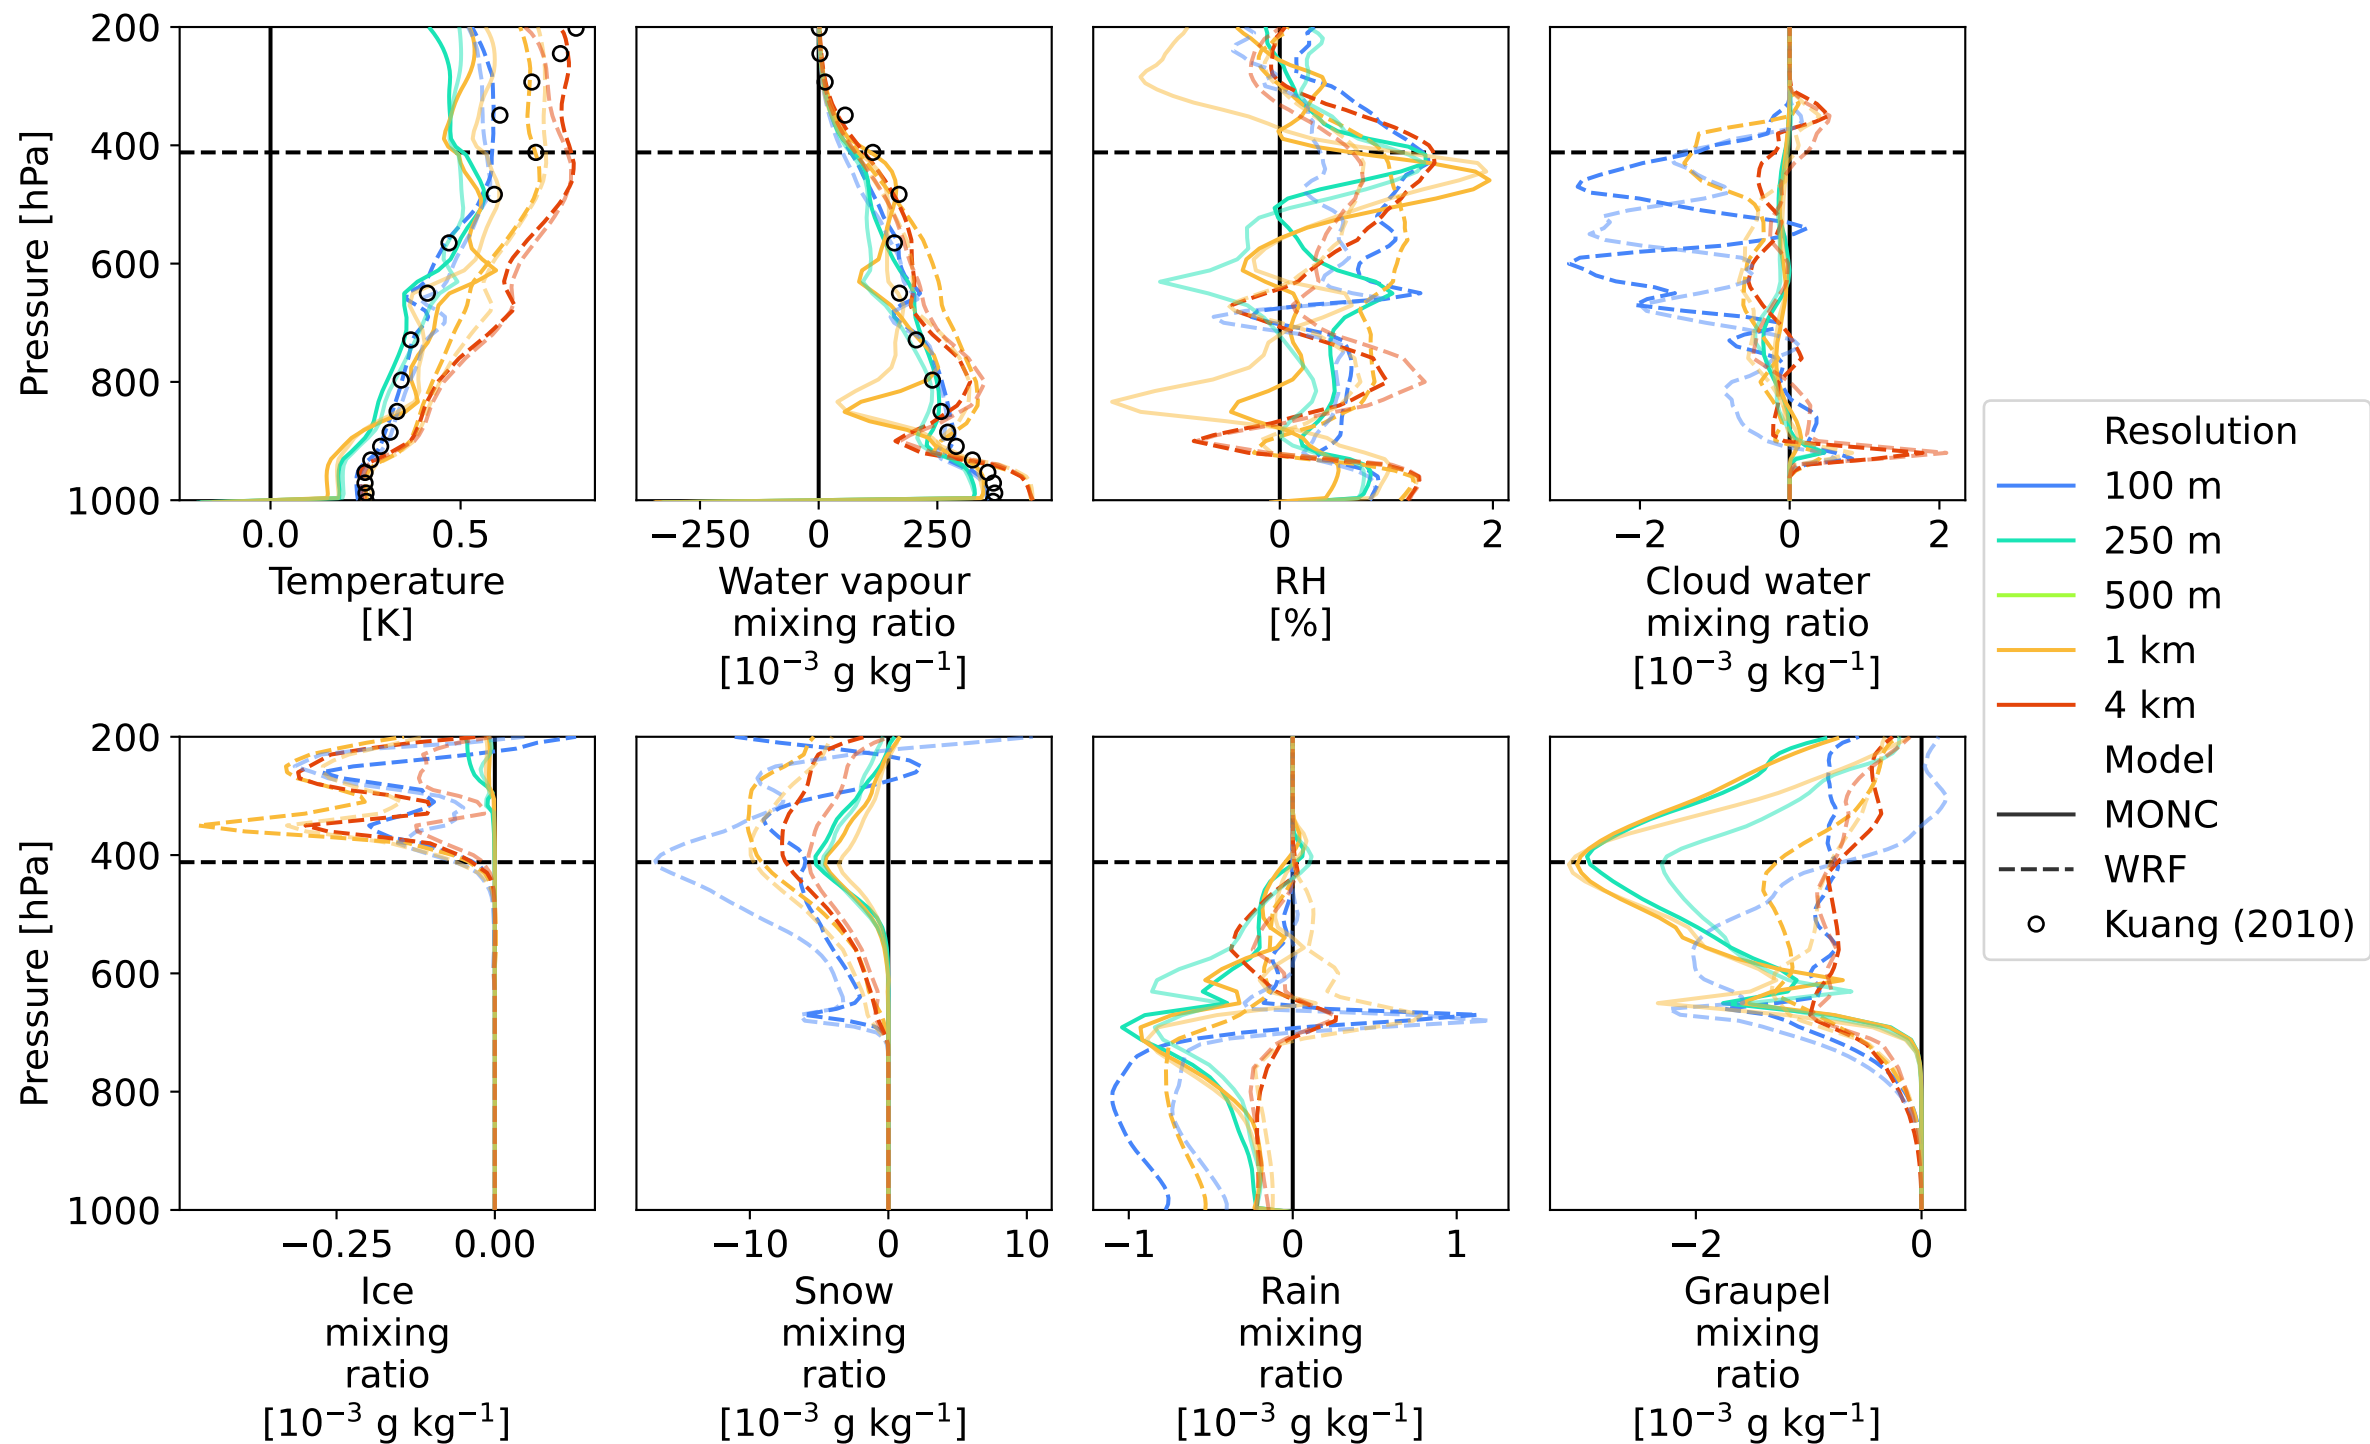 200
400
600
800
1000
Pressure [hPa]
0.0 0.5
Temperature
[K]
−250 0 250
Water vapour
mixing ratio
[10⁻³ g kg⁻¹]
0 2
RH
[%]
−2 0 2
Cloud water
mixing ratio
[10⁻³ g kg⁻¹]
Resolution
100 m
250 m
500 m
1 km
4 km
Model
MONC
WRF
Kuang (2010)
200
400
600
800
1000
Pressure [hPa]
−0.25 0.00
Ice
mixing
ratio
[10⁻³ g kg⁻¹]
−10 0 10
Snow
mixing
ratio
[10⁻³ g kg⁻¹]
−1 0 1
Rain
mixing
ratio
[10⁻³ g kg⁻¹]
−2 0
Graupel
mixing
ratio
[10⁻³ g kg⁻¹]